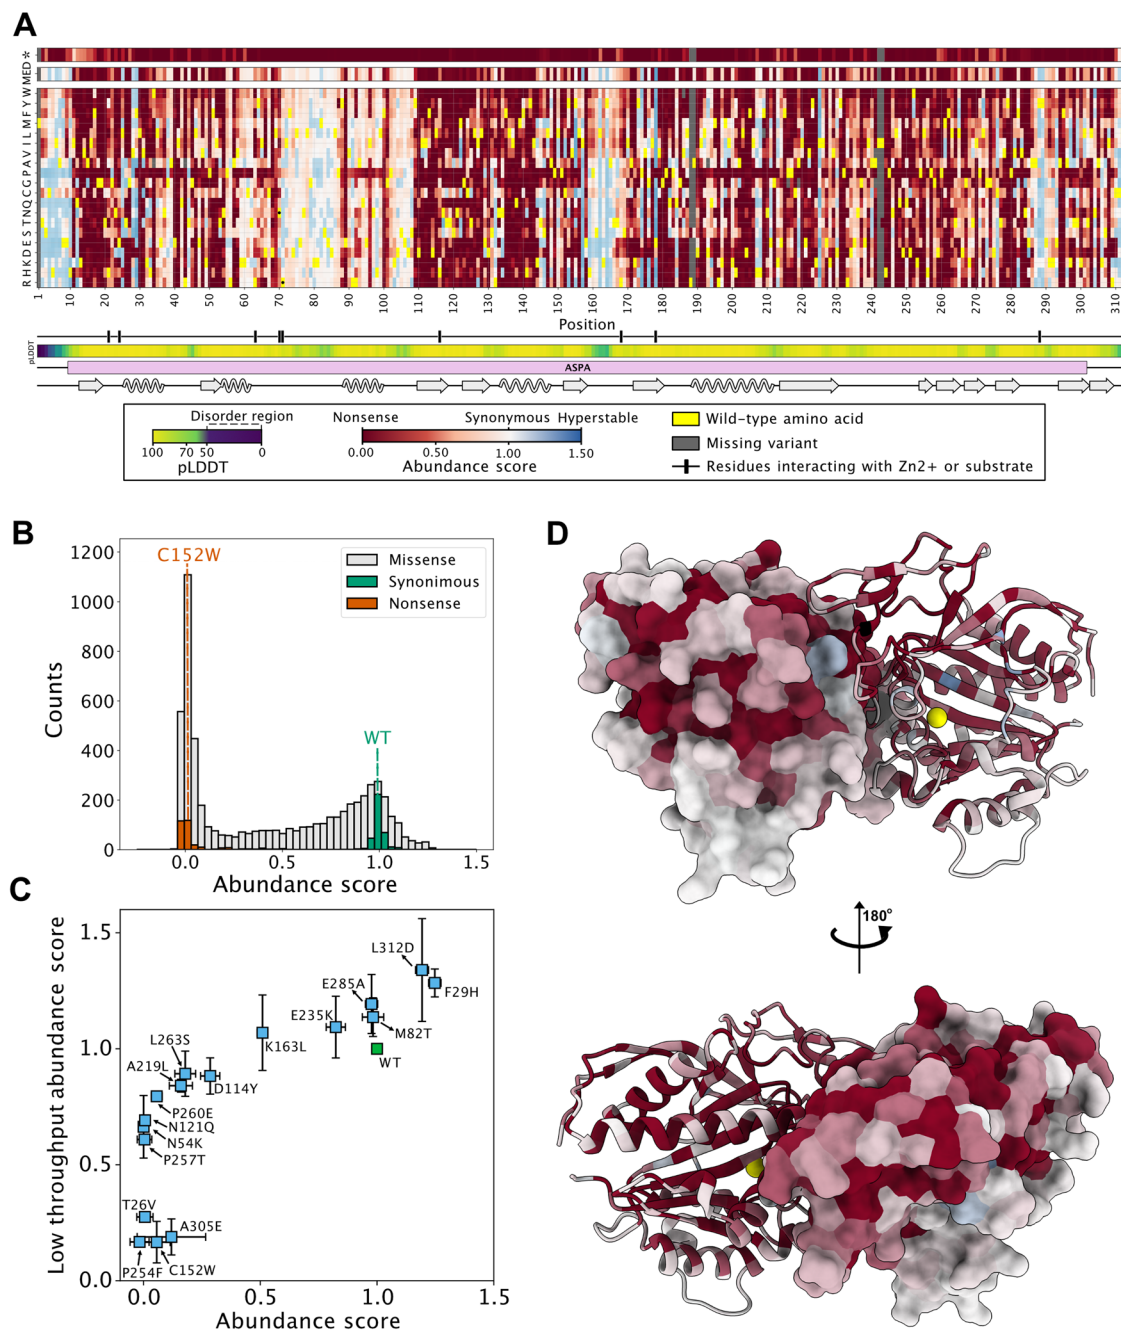 A
R H K D E S T N Q C G P A V I L M F Y W MED *
1 10 20 30 40 50 60 70 80 90 100 110 120 130 140 150 160 170 180 190 200 210 220 230 240 250 260 270 280 290 300 310
Position
pLDDT
ASPA
Disorder region
100 70 50 0
pLDDT
Nonsense Synonymous Hyperstable
0.00 0.50 1.00 1.50
Abundance score
Wild-type amino acid
Missing variant
Residues interacting with Zn2+ or substrate
B
C152W
WT
Missense
Synonimous
Nonsense
1200
1000
800
600
400
200
0
Counts
0.0 0.5 1.0 1.5
Abundance score
C
Low throughput abundance score
1.5
1.0
0.5
0.0
L312D
F29H
E285A
E235K
M82T
K163L
WT
L263S
A219L
D114Y
P260E
N121Q
N54K
P257T
T26V
A305E
P254F
C152W
0.0 0.5 1.0 1.5
Abundance score
D
180°